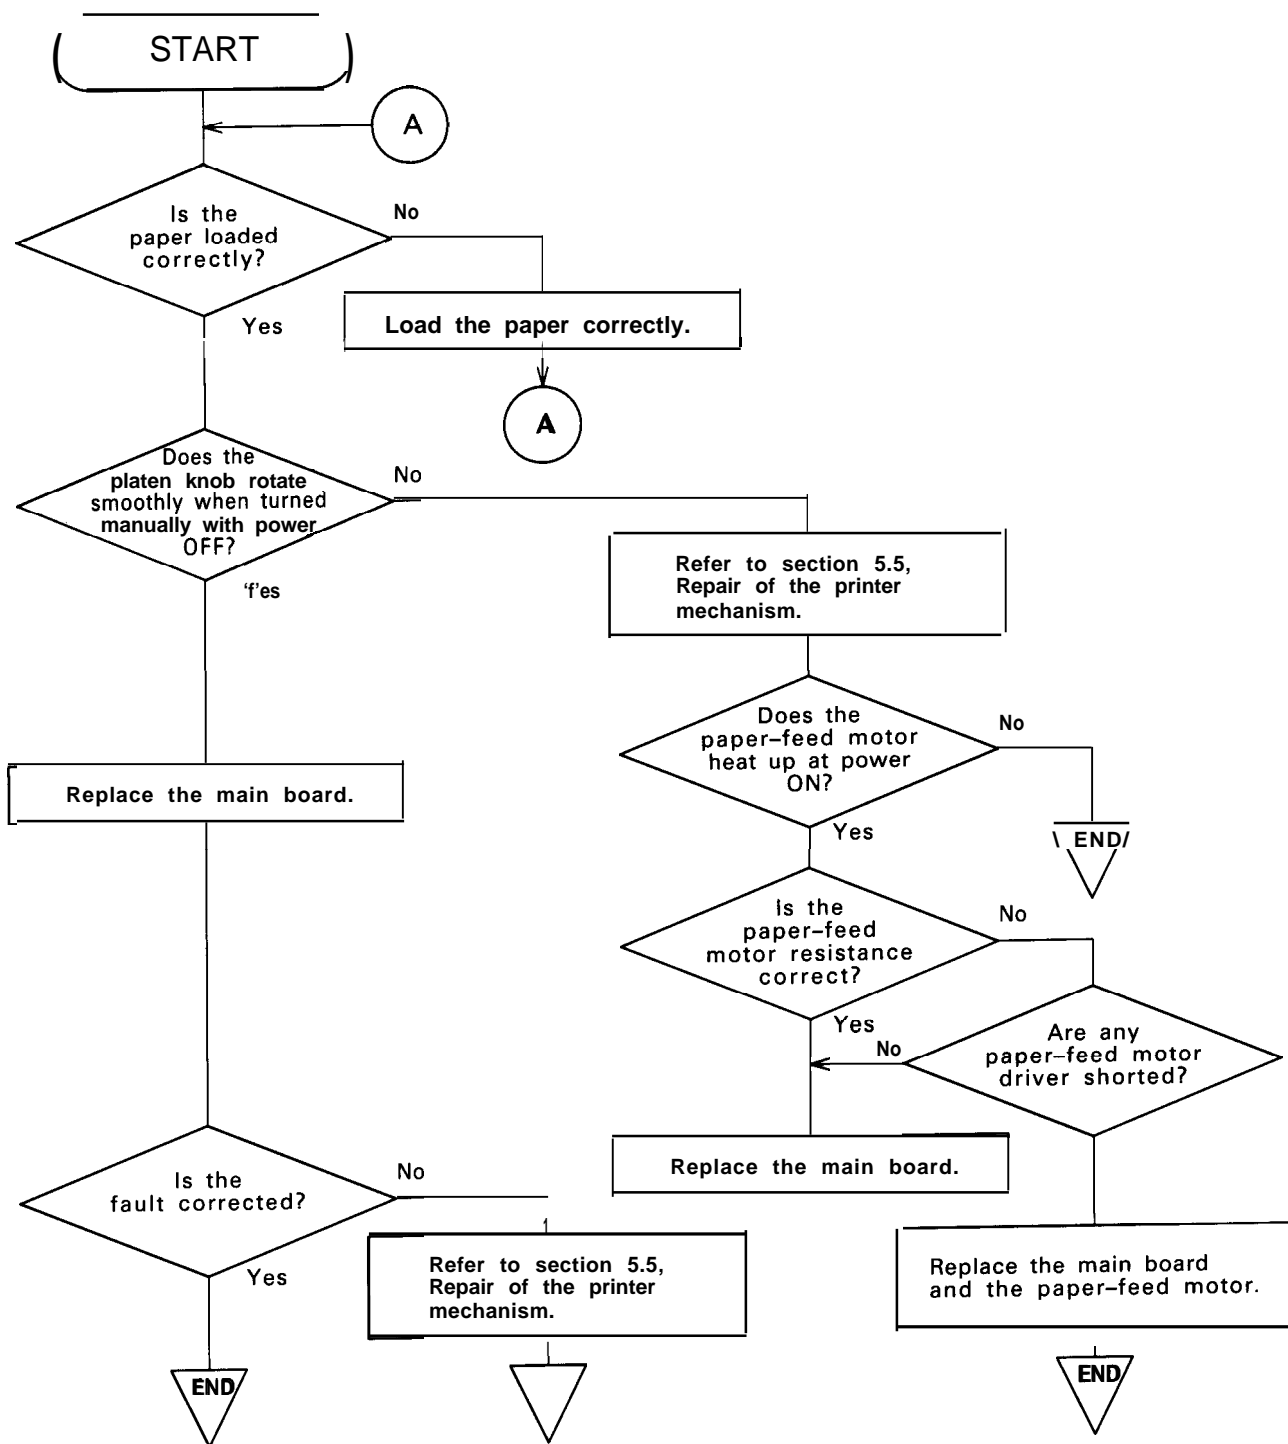 START
A
Is the
paper loaded
correctly?
No
Yes
Load the paper correctly.
A
Does the
platen knob rotate
smoothly when turned
manually with power
OFF?
No
'f'es
Refer to section 5.5,
Repair of the printer
mechanism.
Does the
paper-feed motor
heat up at power
ON?
No
Yes
END
Replace the main board.
Is the
paper-feed
motor resistance
correct?
No
Yes
Are any
paper-feed motor
driver shorted?
No
Replace the main board.
Is the
fault corrected?
No
Yes
Refer to section 5.5,
Repair of the printer
mechanism.
Replace the main board
and the paper-feed motor.
END
END